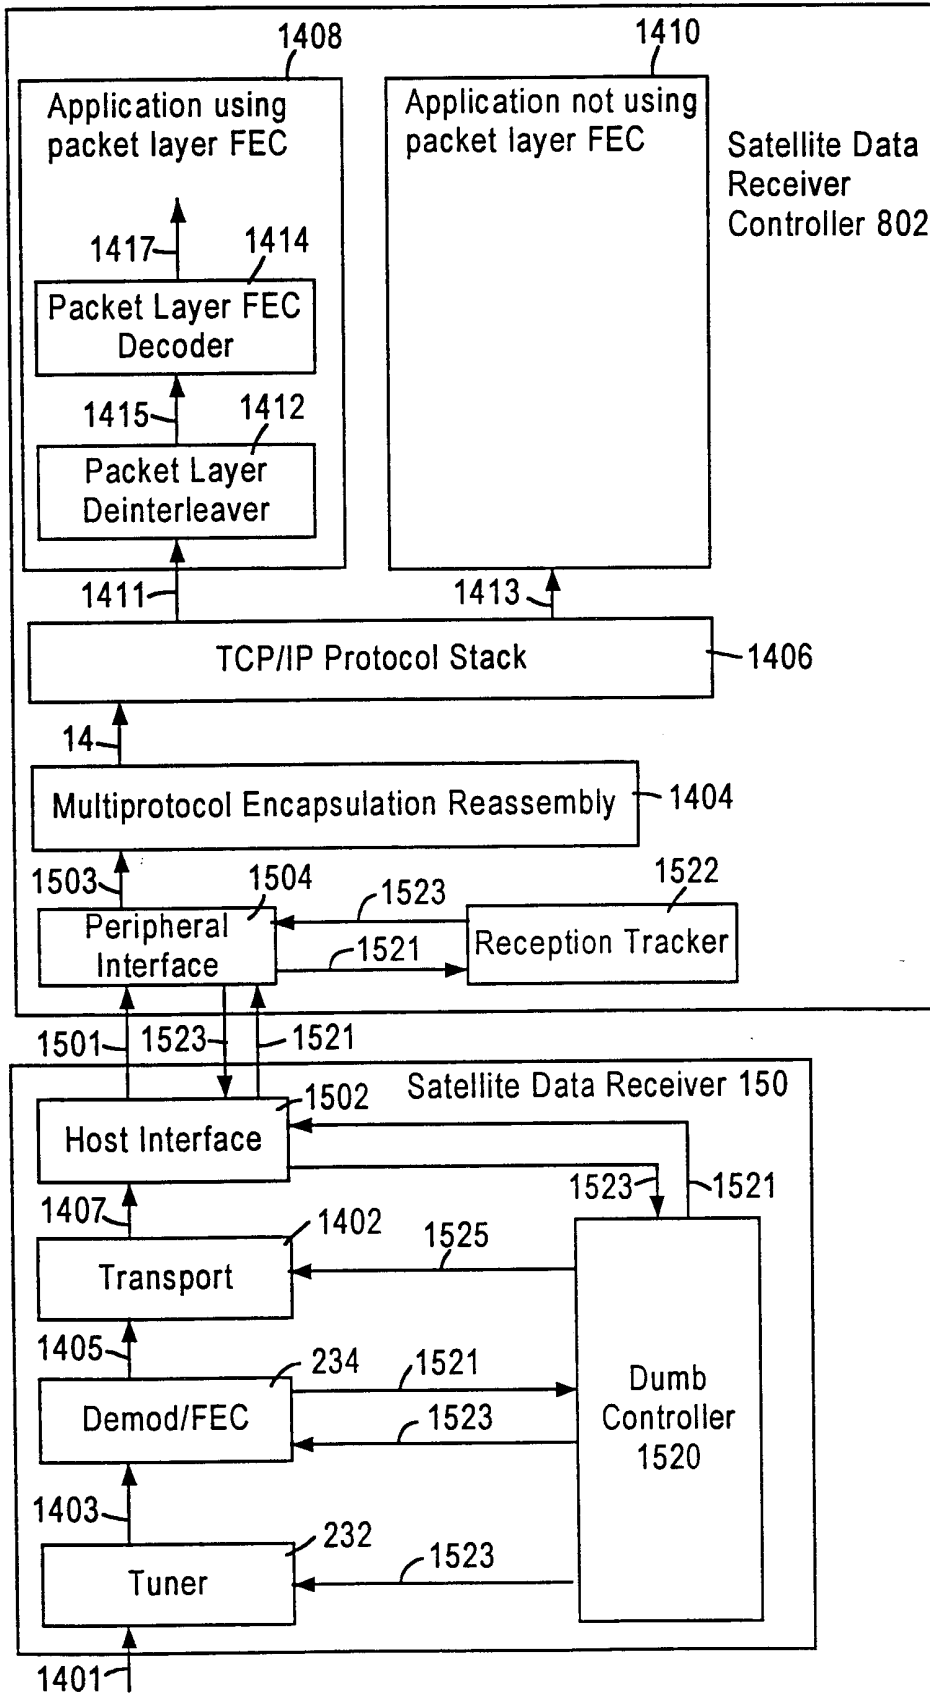 1408
1410
Application using
packet layer FEC
Application not using
packet layer FEC
Satellite Data
Receiver
Controller 802
1417
1414
Packet Layer FEC
Decoder
1415
1412
Packet Layer
Deinterleaver
1411
1413
TCP/IP Protocol Stack
1406
14
Multiprotocol Encapsulation Reassembly
1404
1503
1504
1523
1522
Peripheral
Interface
1521
Reception Tracker
1501
1523
1521
Satellite Data Receiver 150
1502
Host Interface
1523
1521
1407
1402
1525
Transport
1405
234
1521
Demod/FEC
1523
Dumb
Controller
1520
1403
232
1523
Tuner
1401